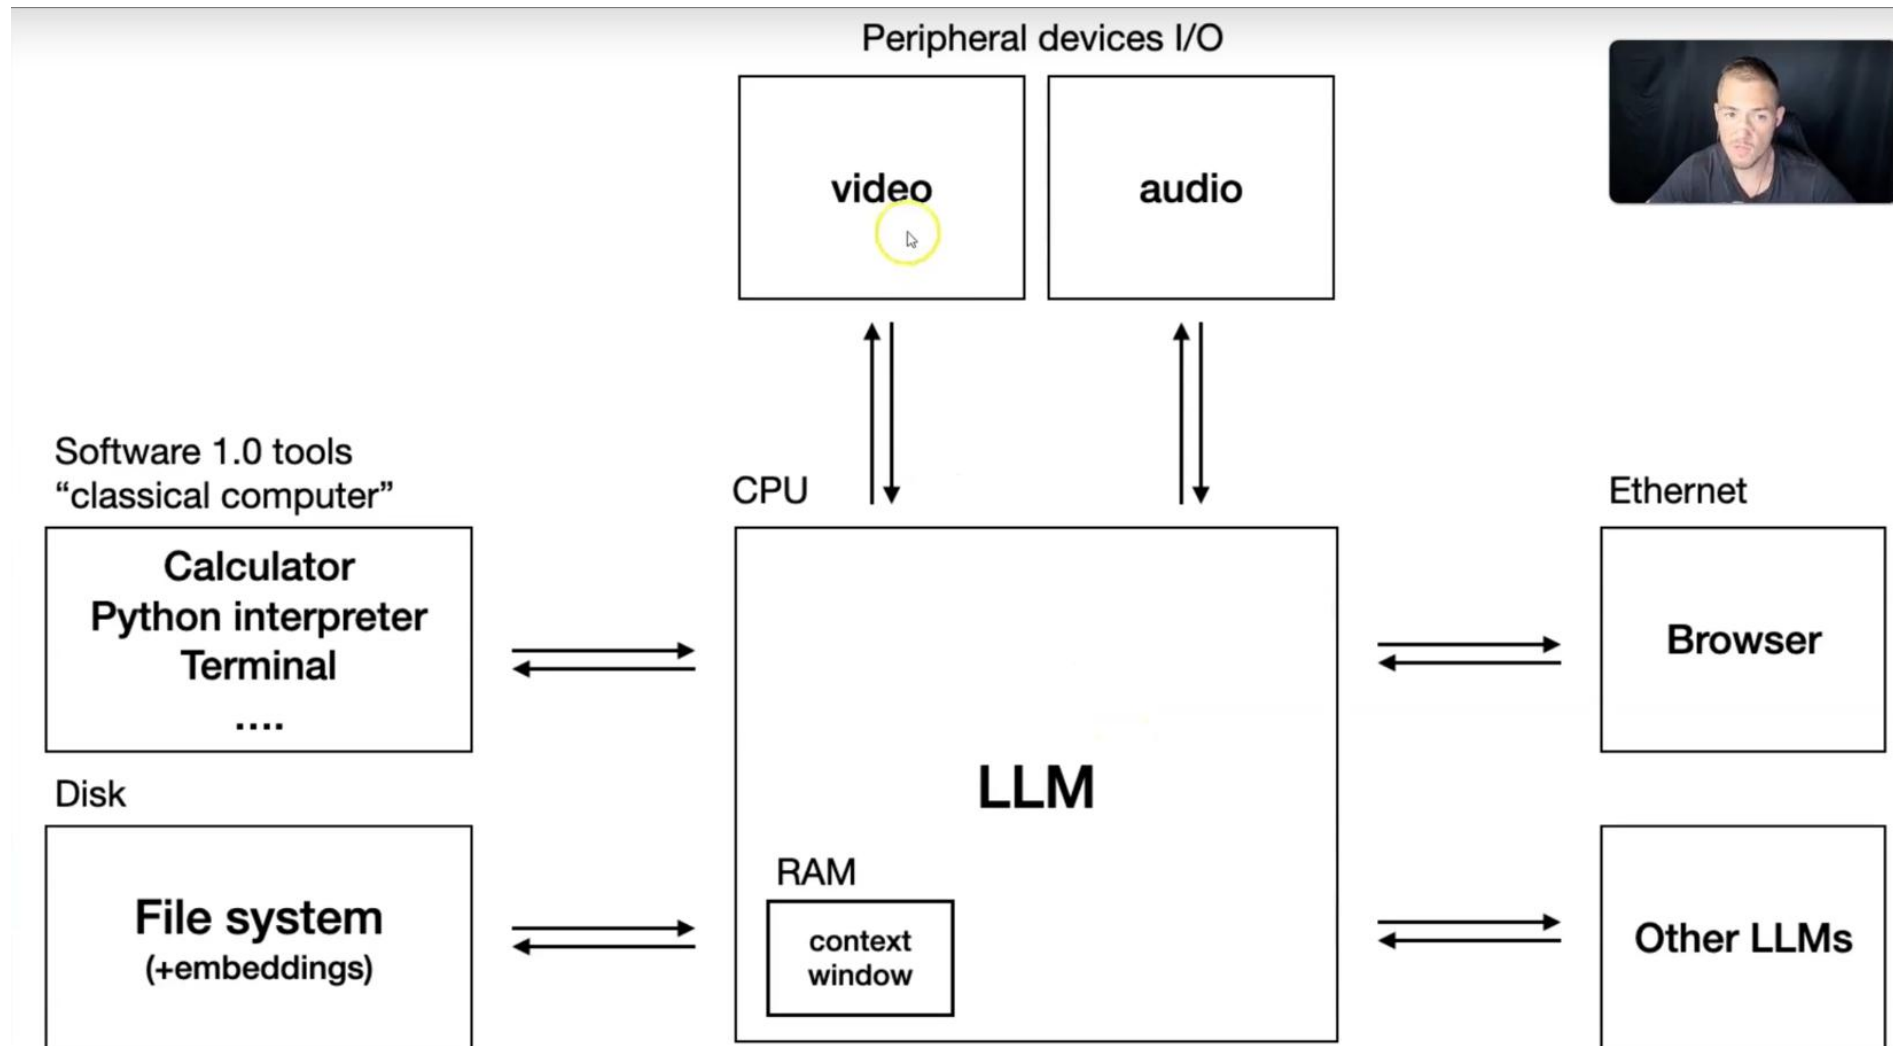 Peripheral devices I/O
video
audio
Software 1.0 tools
“classical computer”
Calculator
Python interpreter
Terminal
....
CPU
LLM
RAM
context
window
Ethernet
Browser
Disk
File system
(+embeddings)
Other LLMs